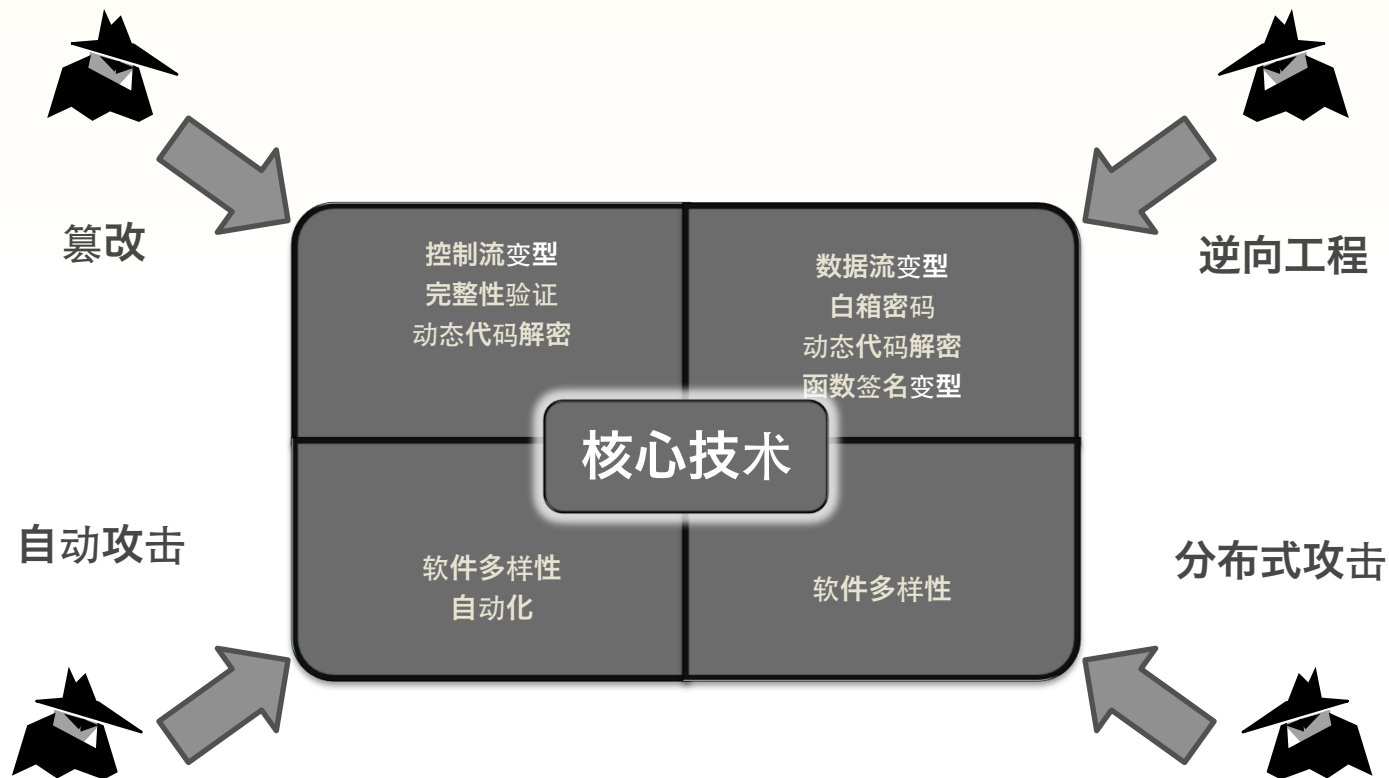 篡改
逆向工程
控制流变型
完整性验证
动态代码解密
数据流变型
白箱密码
动态代码解密
函数签名变型
核心技术
自动攻击
分布式攻击
软件多样性
自动化
软件多样性